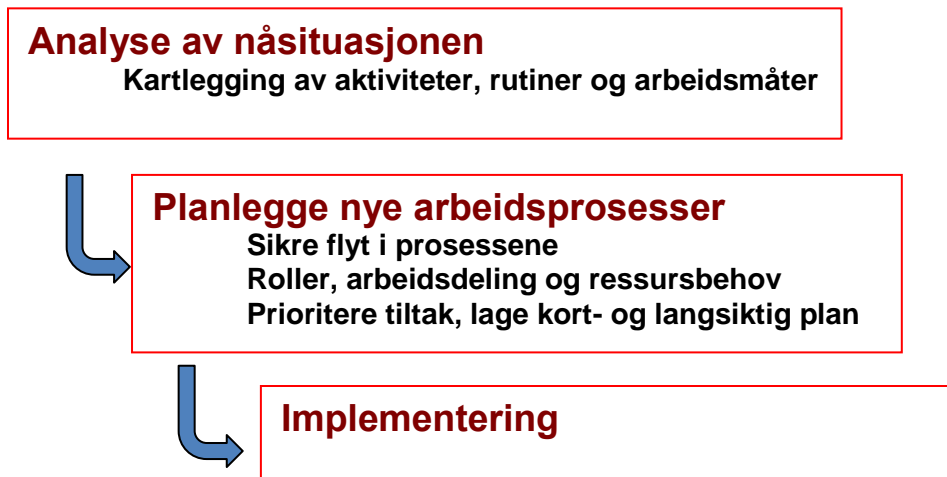 Analyse av nåsituasjonen
Kartlegging av aktiviteter, rutiner og arbeidsmåter
Planlegge nye arbeidsprosesser
Sikre flyt i prosessene
Roller, arbeidsdeling og ressursbehov
Prioritere tiltak, lage kort- og langsiktig plan
Implementering